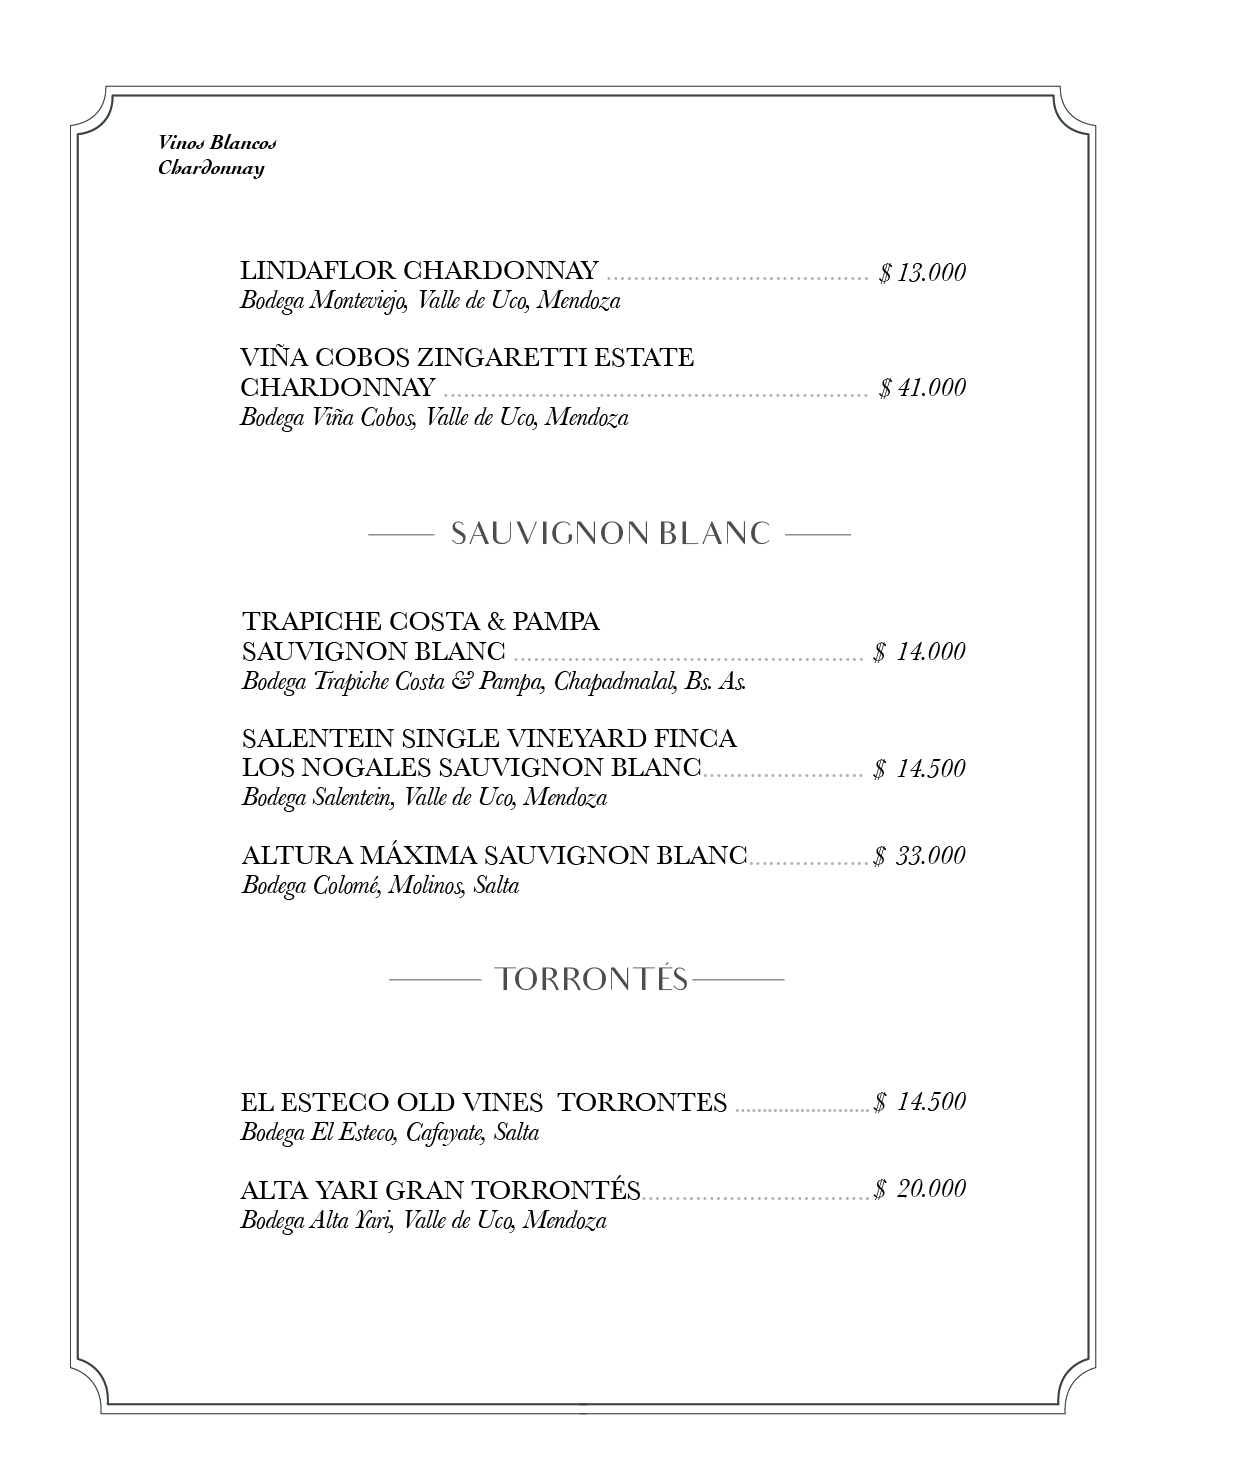 Vinos Blancos
Chardonnay
LINDAFLOR CHARDONNAY ........................................ $ 13.000
Bodega Monteviejo, Valle de Uco, Mendoza
VIÑA COBOS ZINGARETTI ESTATE
CHARDONNAY ................................................................. $ 41.000
Bodega Viña Cobos, Valle de Uco, Mendoza
SAUVIGNON BLANC
TRAPICHE COSTA & PAMPA
SAUVIGNON BLANC ..................................................... $ 14.000
Bodega Trapiche Costa & Pampa, Chapadmalal, Bs. As.
SALENTEIN SINGLE VINEYARD FINCA
LOS NOGALES SAUVIGNON BLANC........................ $ 14.500
Bodega Salentein, Valle de Uco, Mendoza
ALTURA MÁXIMA SAUVIGNON BLANC.................. $ 33.000
Bodega Colomé, Molinos, Salta
TORRONTÉS
EL ESTECO OLD VINES  TORRONTES ........................ $ 14.500
Bodega El Esteco, Cafayate, Salta
ALTA YARI GRAN TORRONTÉS................................... $ 20.000
Bodega Alta Yari, Valle de Uco, Mendoza